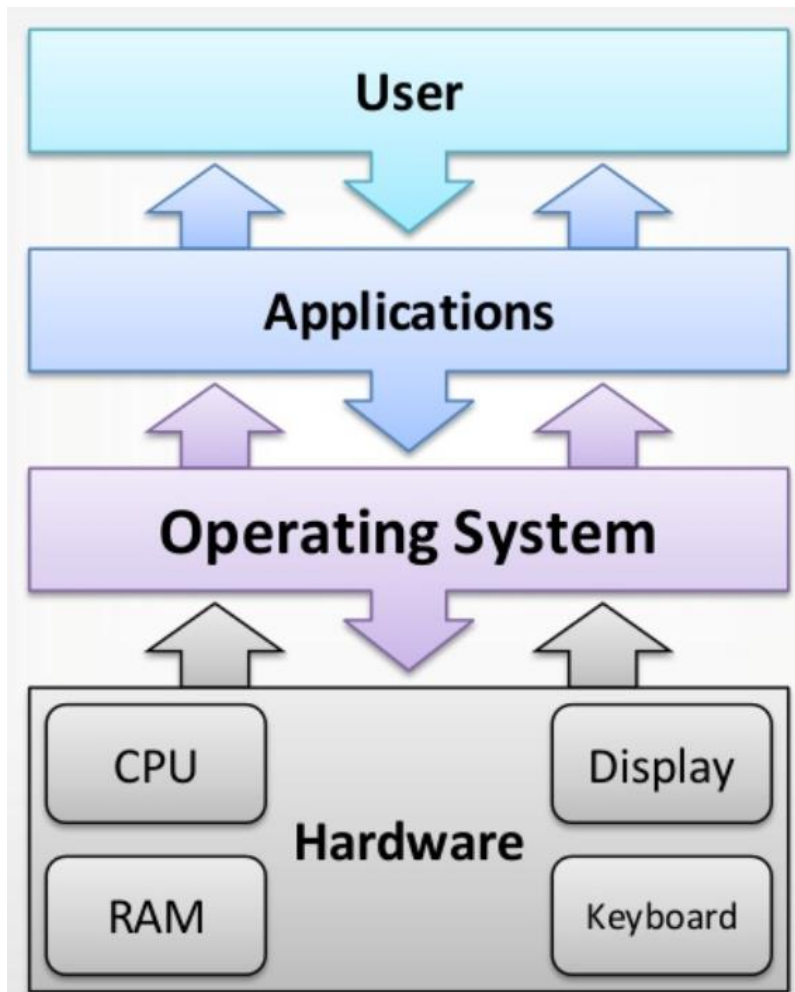 User
Applications
Operating System
CPU
Display
Hardware
RAM
Keyboard